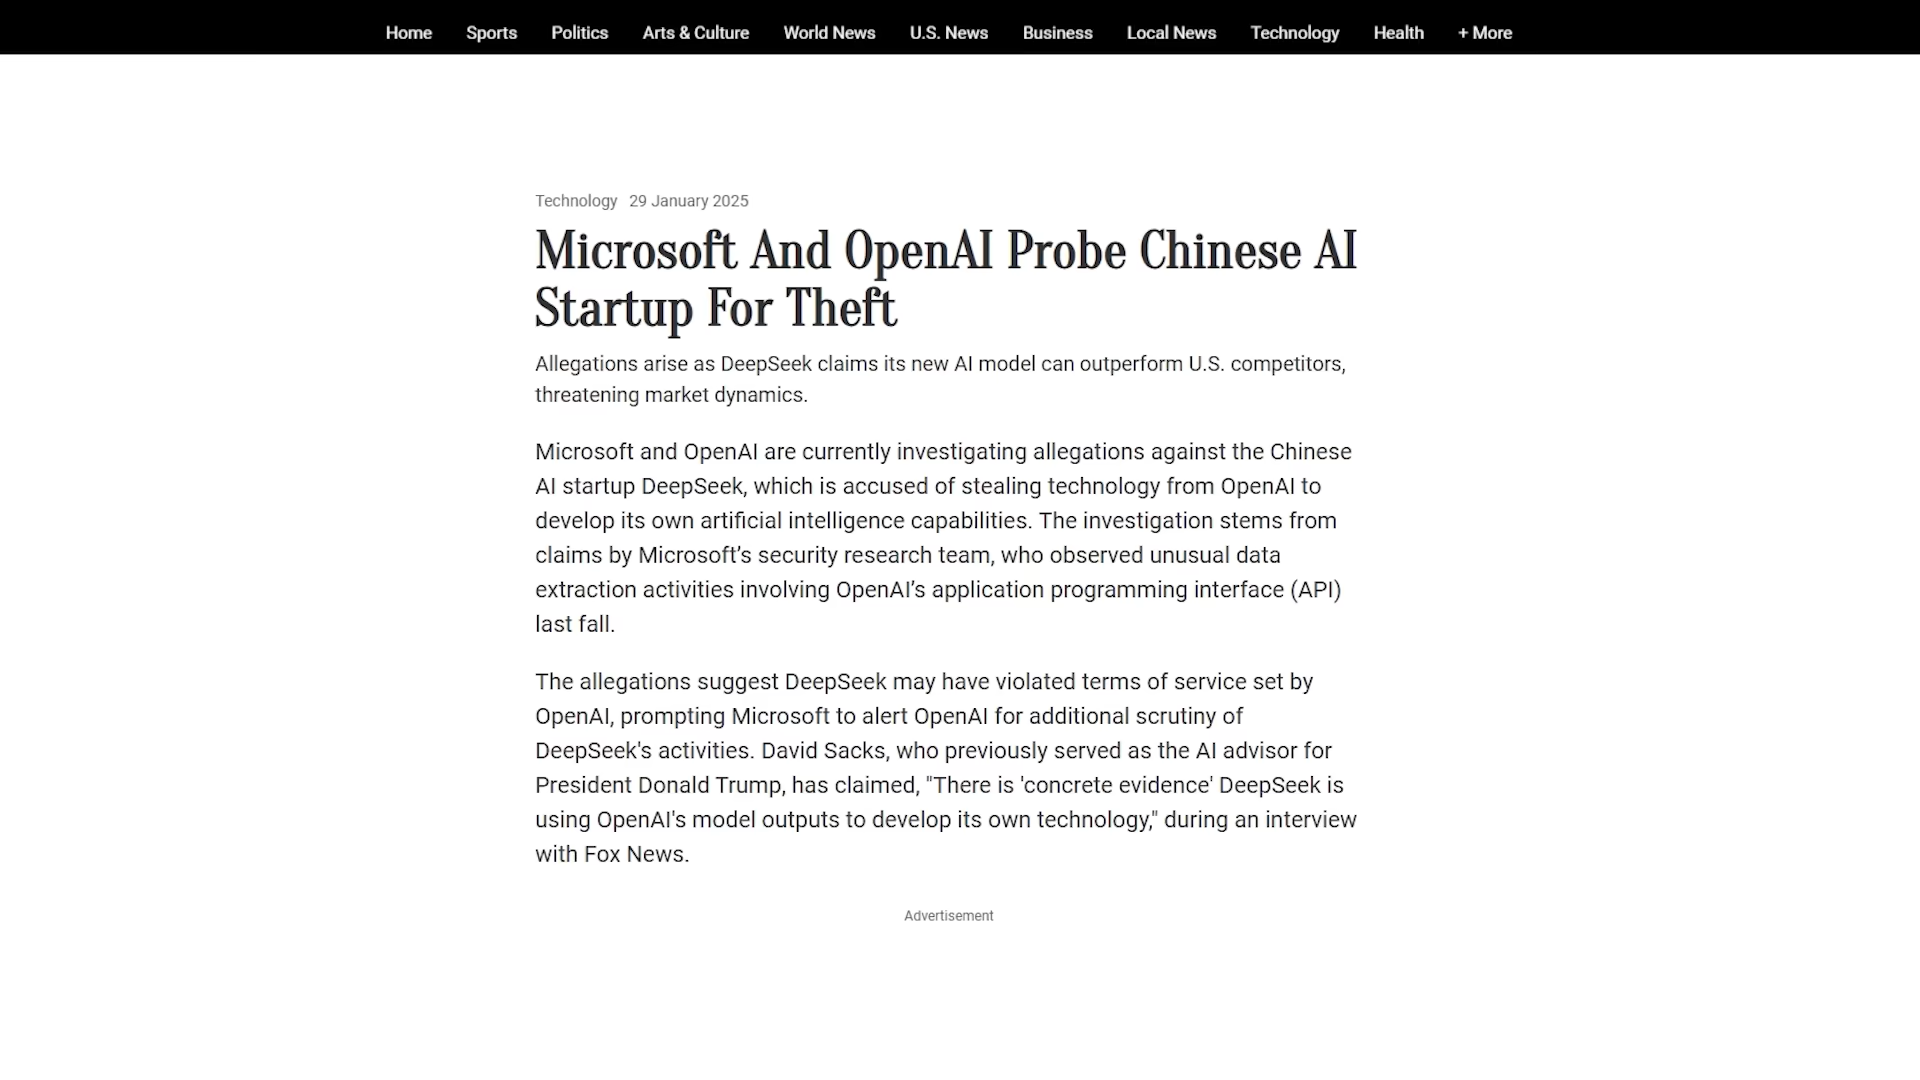 Home Sports Politics Arts & Culture World News U.S. News Business Local News Technology Health + More
Technology 29 January 2025
Microsoft And OpenAI Probe Chinese AI
Startup For Theft
Allegations arise as DeepSeek claims its new AI model can outperform U.S. competitors,
threatening market dynamics.
Microsoft and OpenAI are currently investigating allegations against the Chinese
AI startup DeepSeek, which is accused of stealing technology from OpenAI to
develop its own artificial intelligence capabilities. The investigation stems from
claims by Microsoft’s security research team, who observed unusual data
extraction activities involving OpenAI’s application programming interface (API)
last fall.
The allegations suggest DeepSeek may have violated terms of service set by
OpenAI, prompting Microsoft to alert OpenAI for additional scrutiny of
DeepSeek's activities. David Sacks, who previously served as the AI advisor for
President Donald Trump, has claimed, "There is 'concrete evidence' DeepSeek is
using OpenAI's model outputs to develop its own technology," during an interview
with Fox News.
Advertisement